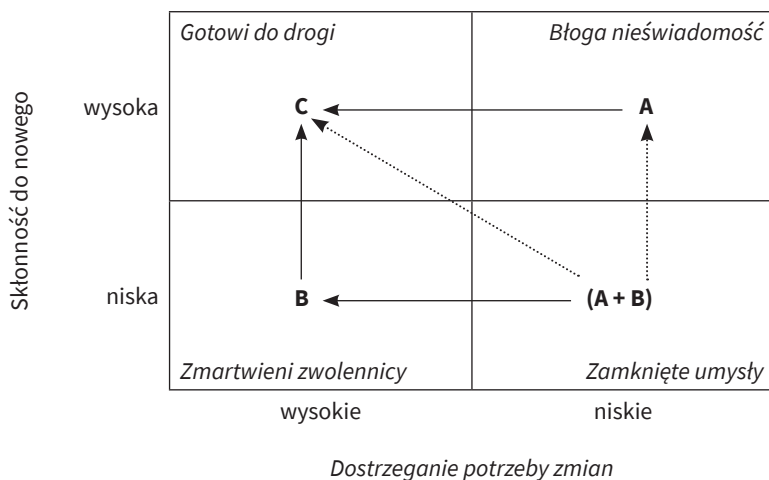 Gotowi do drogi
Błoga nieświadomość
Skłonność do nowego
wysoka
C
A
niska
B
(A + B)
Zmartwieni zwolennicy
Zamknięte umysły
wysokie
niskie
Dostrzeganie potrzeby zmian